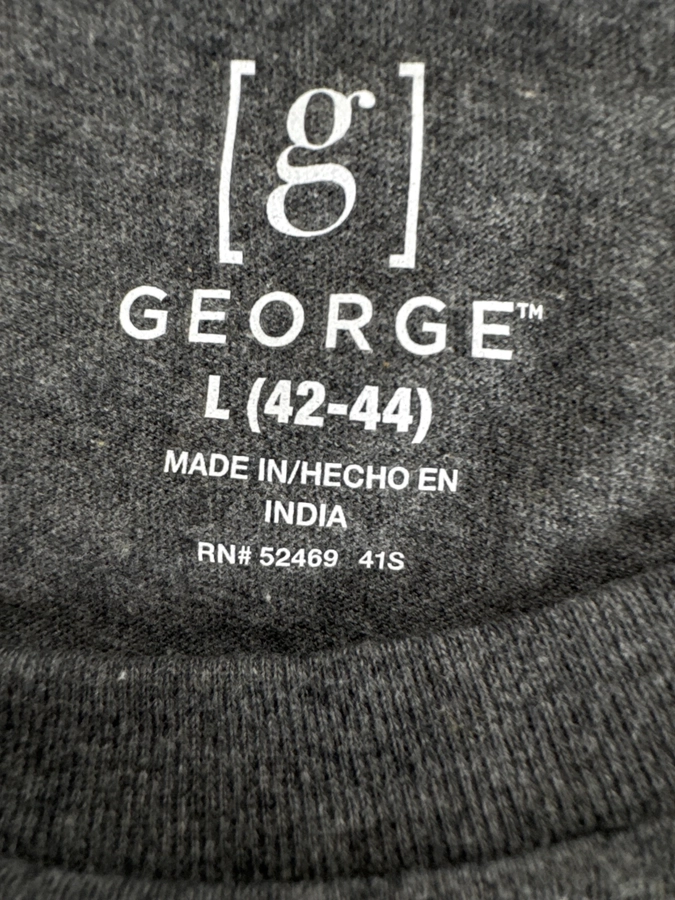 [g]
GEORGE™
L (42-44)
MADE IN/HECHO EN
INDIA
RN# 52469 41S